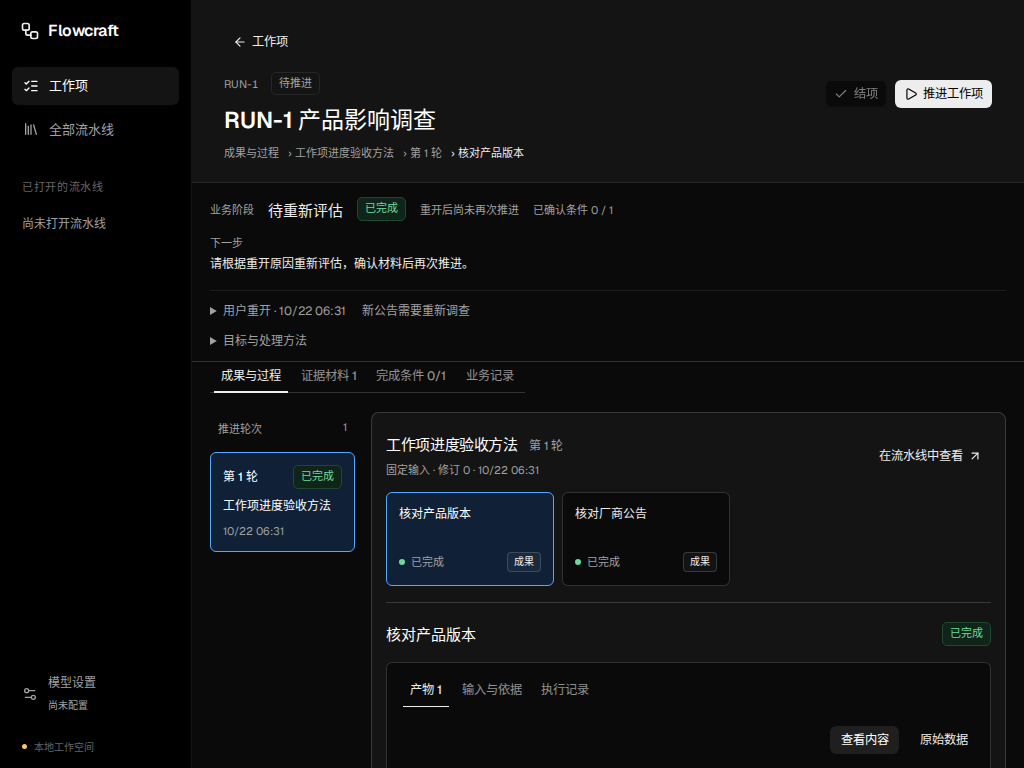 Flowcraft
工作项
全部流水线
已打开的流水线
尚未打开流水线
模型设置
尚未配置
本地工作空间
工作项
RUN-1 待推进
结项 推进工作项
RUN-1 产品影响调查
成果与过程 › 工作项进度验收方法 › 第 1 轮 › 核对产品版本
业务阶段 待重新评估 已完成 重开后尚未再次推进 已确认条件 0 / 1
下一步
请根据重开原因重新评估，确认材料后再次推进。
用户重开 · 10/22 06:31 新公告需要重新调查
目标与处理方法
成果与过程 证据材料 1 完成条件 0/1 业务记录
推进轮次 1
第 1 轮 已完成
工作项进度验收方法
10/22 06:31
工作项进度验收方法 第 1 轮
固定输入 · 修订 0 · 10/22 06:31
在流水线中查看
核对产品版本
已完成 成果
核对厂商公告
已完成 成果
核对产品版本 已完成
产物 1 输入与依据 执行记录
查看内容 原始数据